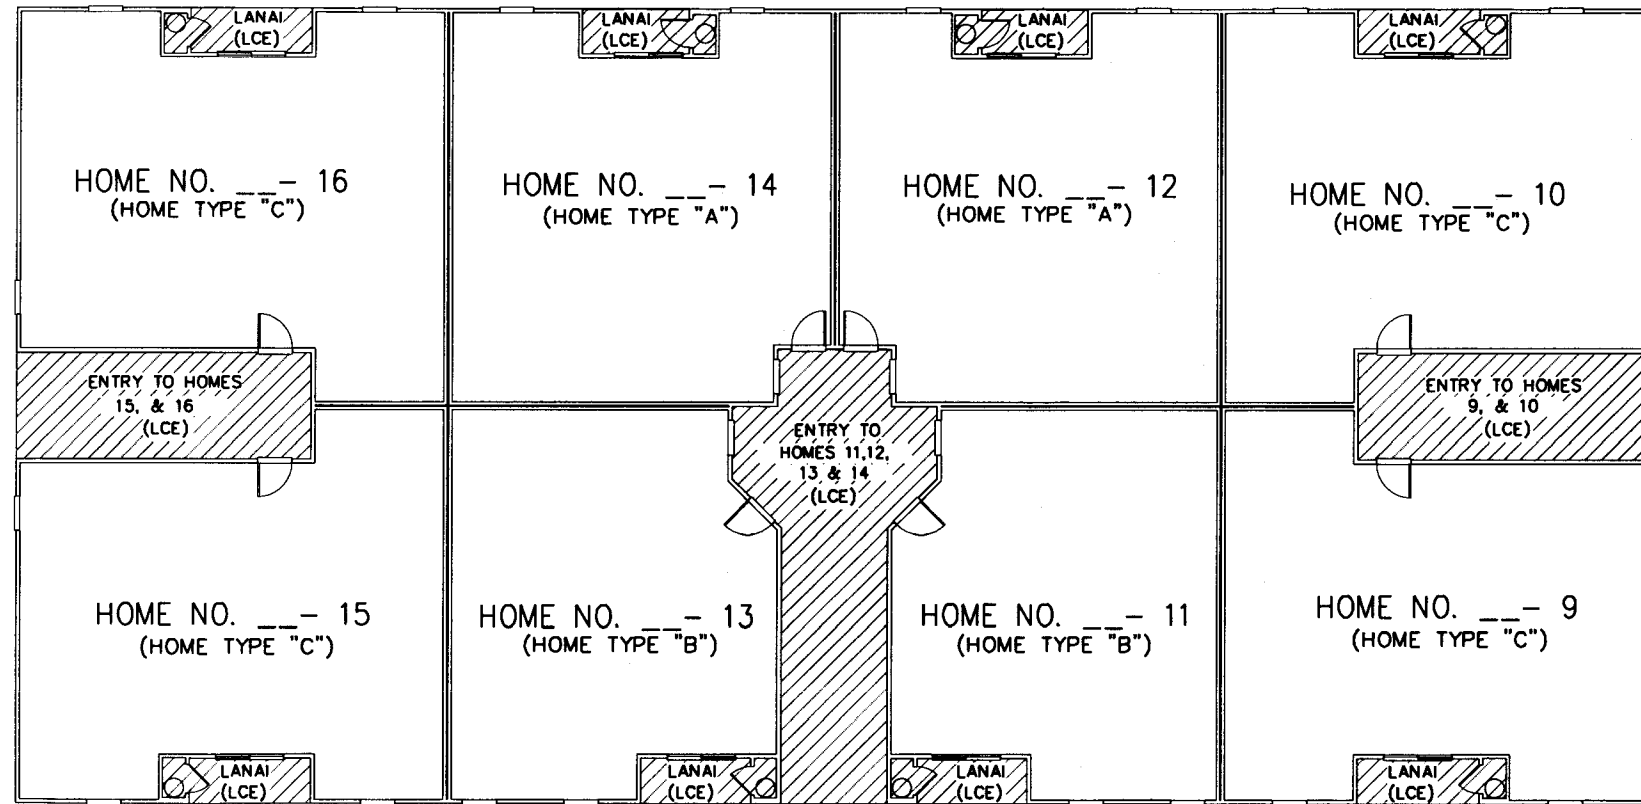 LANAI
(LCE)
LANAI
(LCE)
LANAI
(LCE)
LANAI
(LCE)
HOME NO. __- 16
(HOME TYPE "C")
HOME NO. __- 14
(HOME TYPE "A")
HOME NO. __- 12
(HOME TYPE "A")
HOME NO. __- 10
(HOME TYPE "C")
ENTRY TO HOMES
15, & 16
(LCE)
ENTRY TO
HOMES 11,12,
13 & 14
(LCE)
ENTRY TO HOMES
9, & 10
(LCE)
HOME NO. __- 15
(HOME TYPE "C")
HOME NO. __- 13
(HOME TYPE "B")
HOME NO. __- 11
(HOME TYPE "B")
HOME NO. __- 9
(HOME TYPE "C")
LANAI
(LCE)
LANAI
(LCE)
LANAI
(LCE)
LANAI
(LCE)